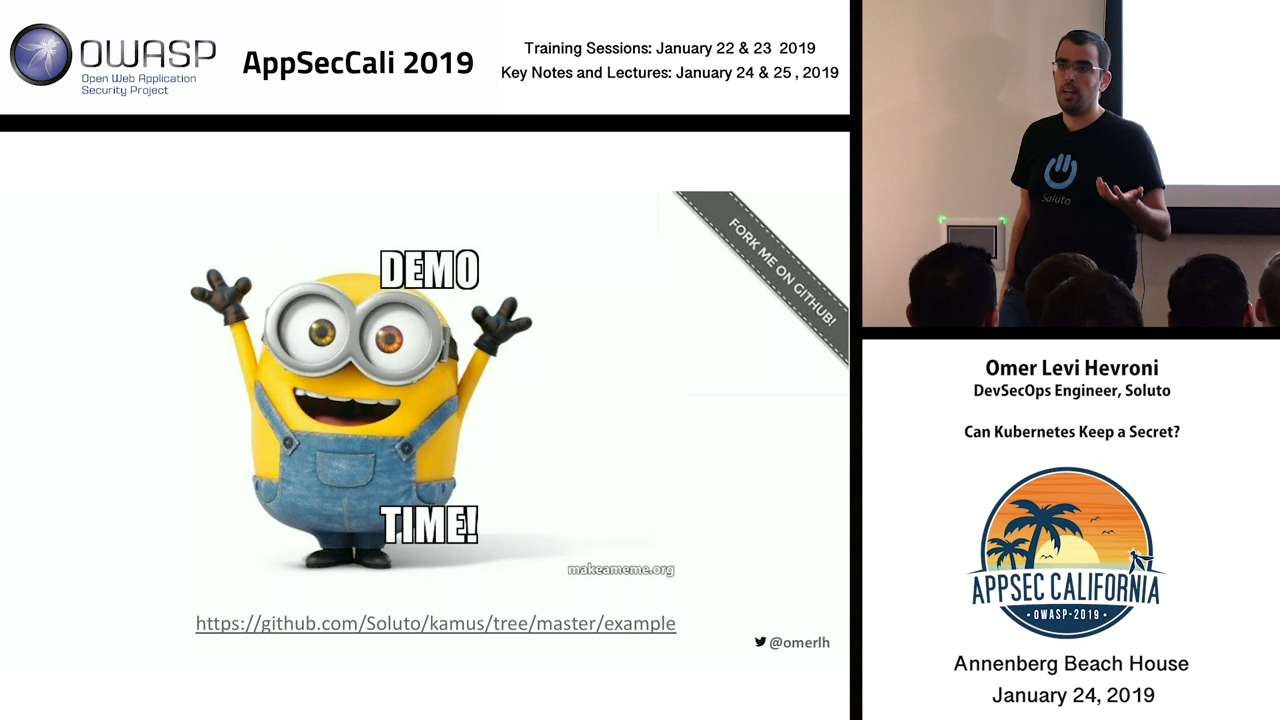 OWASP
Open Web Application
Security Project
AppSecCali 2019
Training Sessions: January 22 & 23 2019
Key Notes and Lectures: January 24 & 25 , 2019
FORK ME ON GITHUB!
DEMO
TIME!
makeameme.org
https://github.com/Soluto/kamus/tree/master/example
@omerlh
Soluto
Omer Levi Hevroni
DevSecOps Engineer, Soluto
Can Kubernetes Keep a Secret?
APPSEC CALIFORNIA
· OWASP-2019 ·
Annenberg Beach House
January 24, 2019